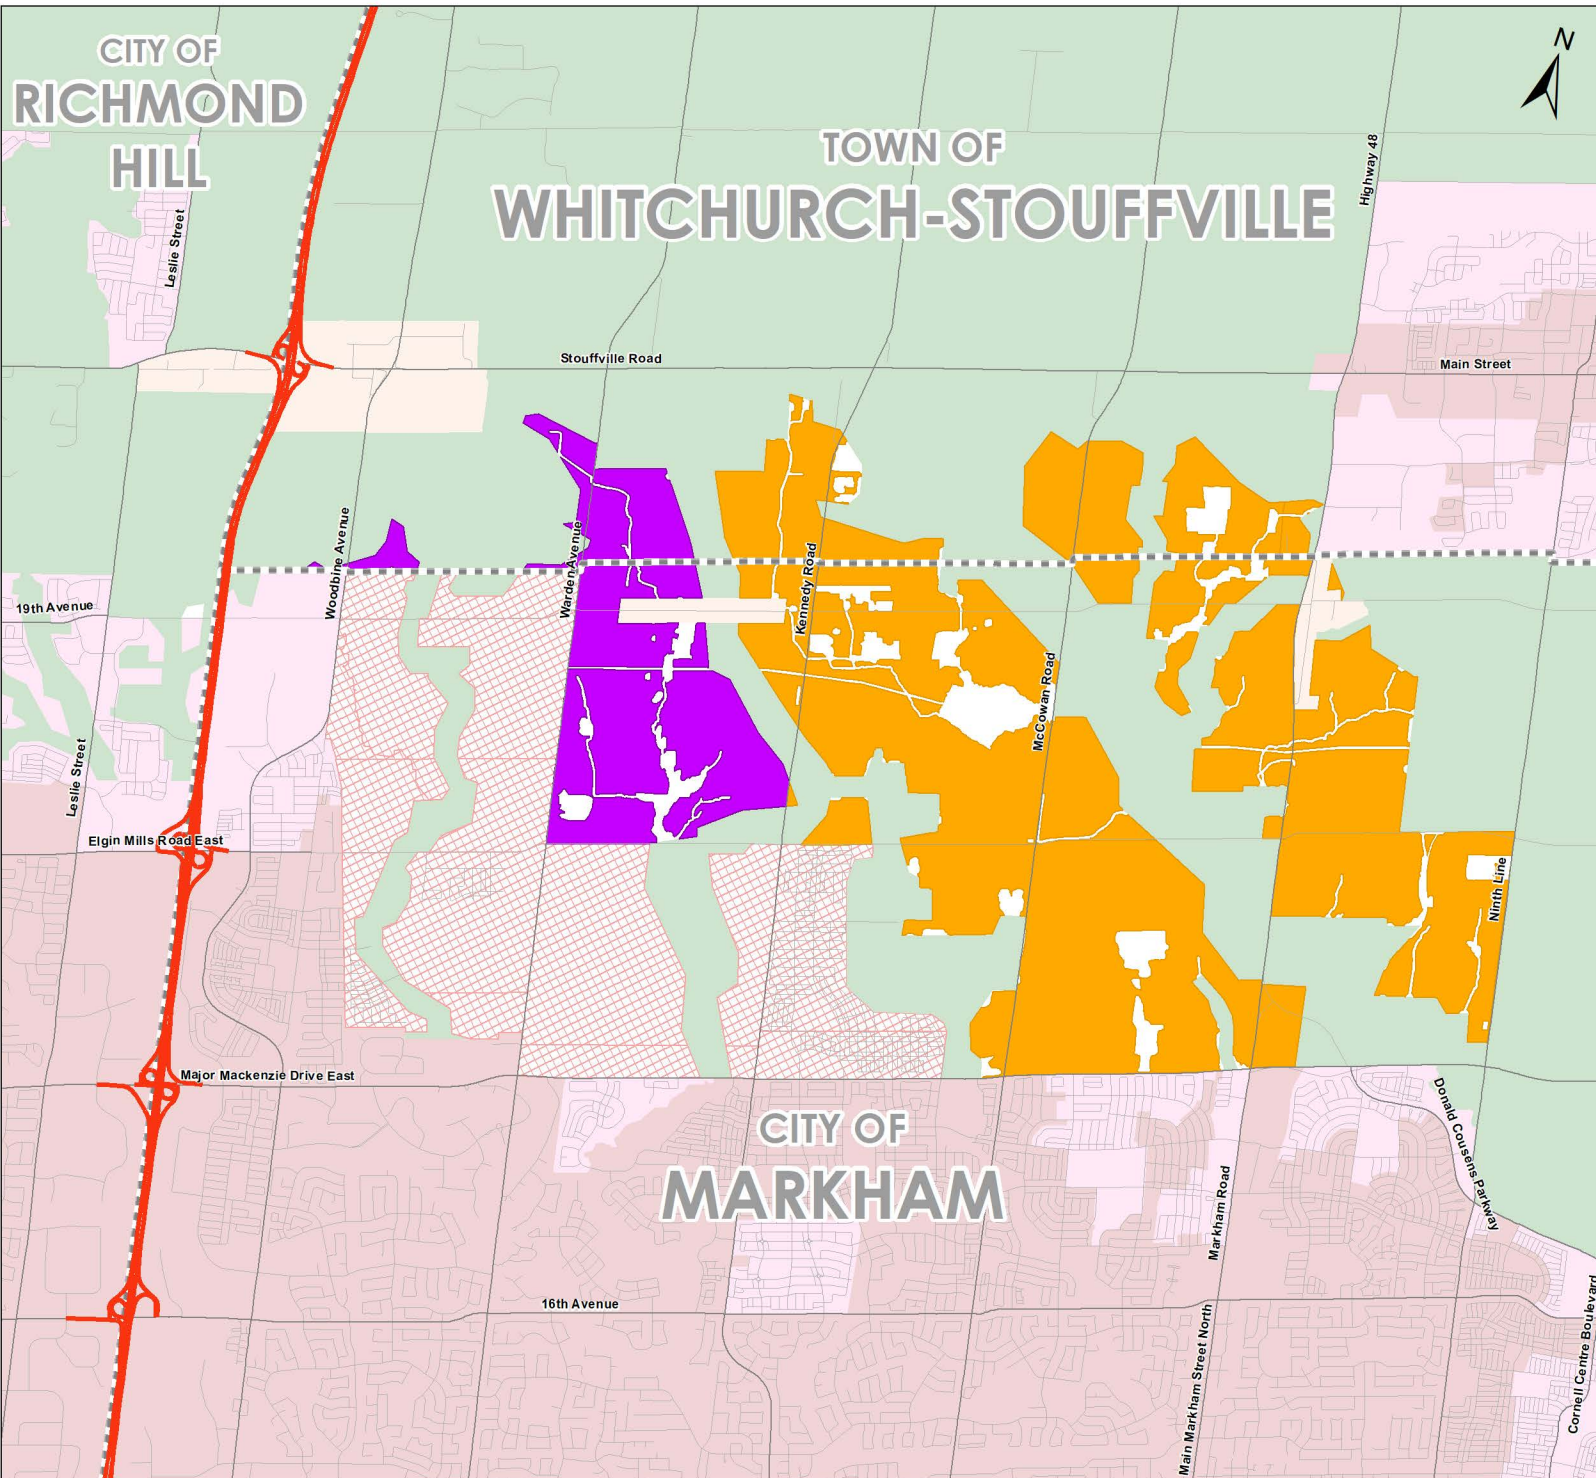 N
CITY OF
RICHMOND
HILL
TOWN OF
WHITCHURCH-STOUFFVILLE
Highway 48
Leslie Street
Stouffville Road
Main Street
Woodbine Avenue
Warden Avenue
Kennedy Road
19th Avenue
McCowan Road
Leslie Street
Elgin Mills Road East
Ninth Line
Major Mackenzie Drive East
Donald Cousens Parkway
CITY OF
MARKHAM
Markham Road
16th Avenue
Main Markham Street North
Cornell Centre Boulevard